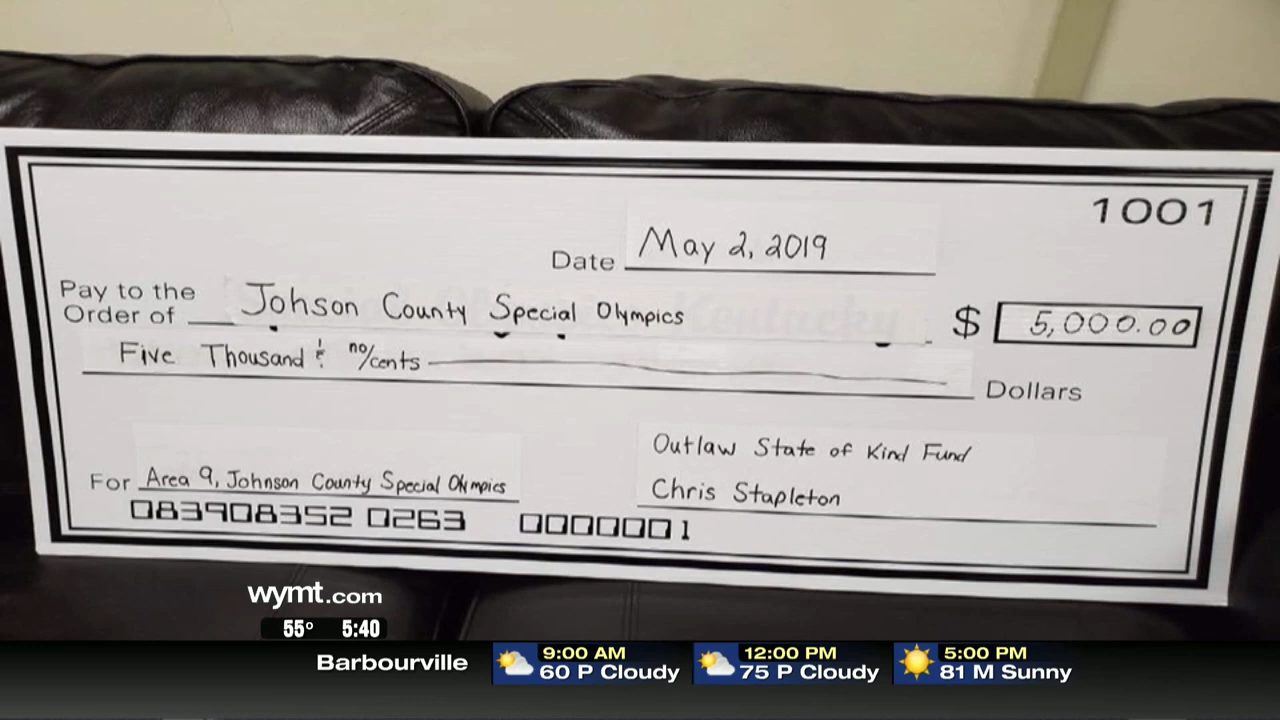 1001
Date May 2, 2019
Pay to the
Order of Johson County Special Olympics $ 5,000.00
Five Thousand & no/cents Dollars
Outlaw State of Kind Fund
For Area 9, Johnson County Special Olympics Chris Stapleton
083908352 0263 0000001
wymt.com
55° 5:40
Barbourville
9:00 AM
60 P Cloudy
12:00 PM
75 P Cloudy
5:00 PM
81 M Sunny